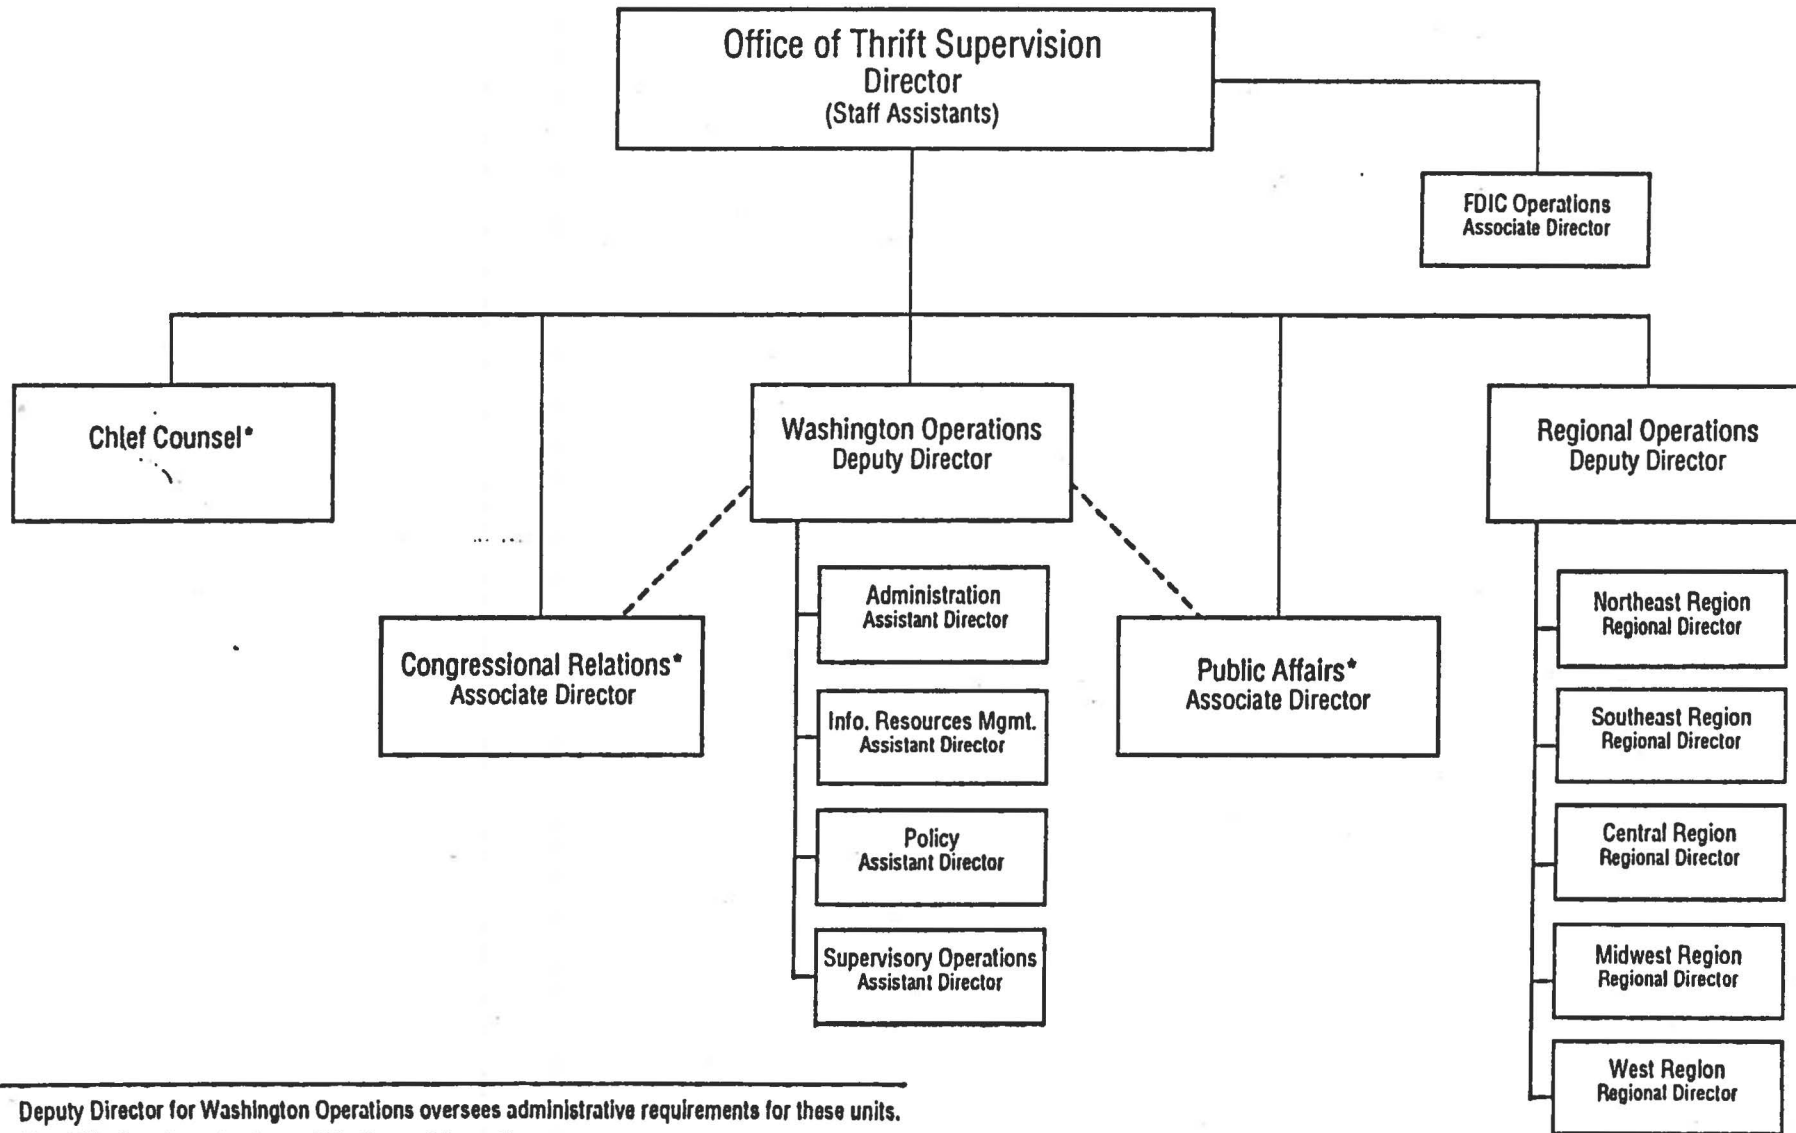 Office of Thrift Supervision
Director
(Staff Assistants)
FDIC Operations
Associate Director
Chief Counsel*
Washington Operations
Deputy Director
Regional Operations
Deputy Director
Congressional Relations*
Associate Director
Administration
Assistant Director
Info. Resources Mgmt.
Assistant Director
Policy
Assistant Director
Supervisory Operations
Assistant Director
Public Affairs*
Associate Director
Northeast Region
Regional Director
Southeast Region
Regional Director
Central Region
Regional Director
Midwest Region
Regional Director
West Region
Regional Director
Deputy Director for Washington Operations oversees administrative requirements for these units.